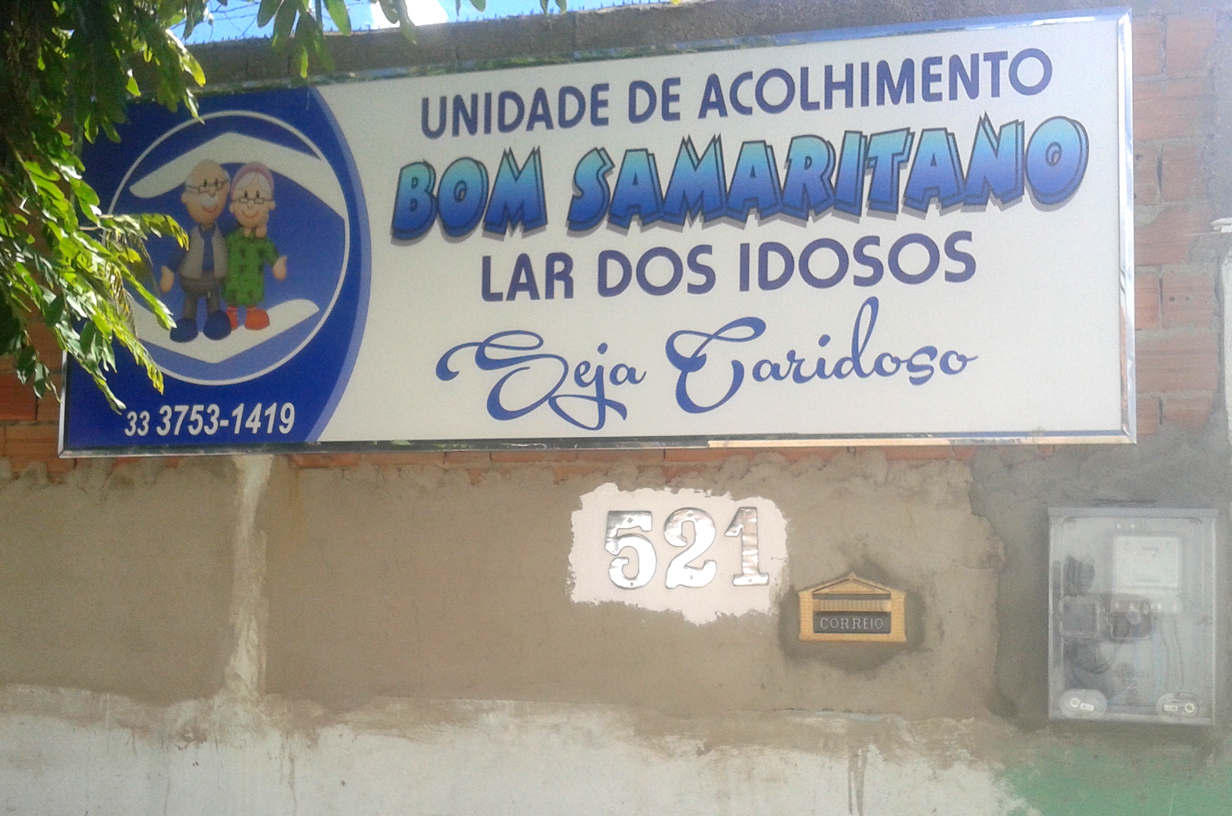 UNIDADE DE ACOLHIMENTO
BOM SAMARITANO
LAR DOS IDOSOS
Seja Caridoso
33 3753-1419
521
CORREIO